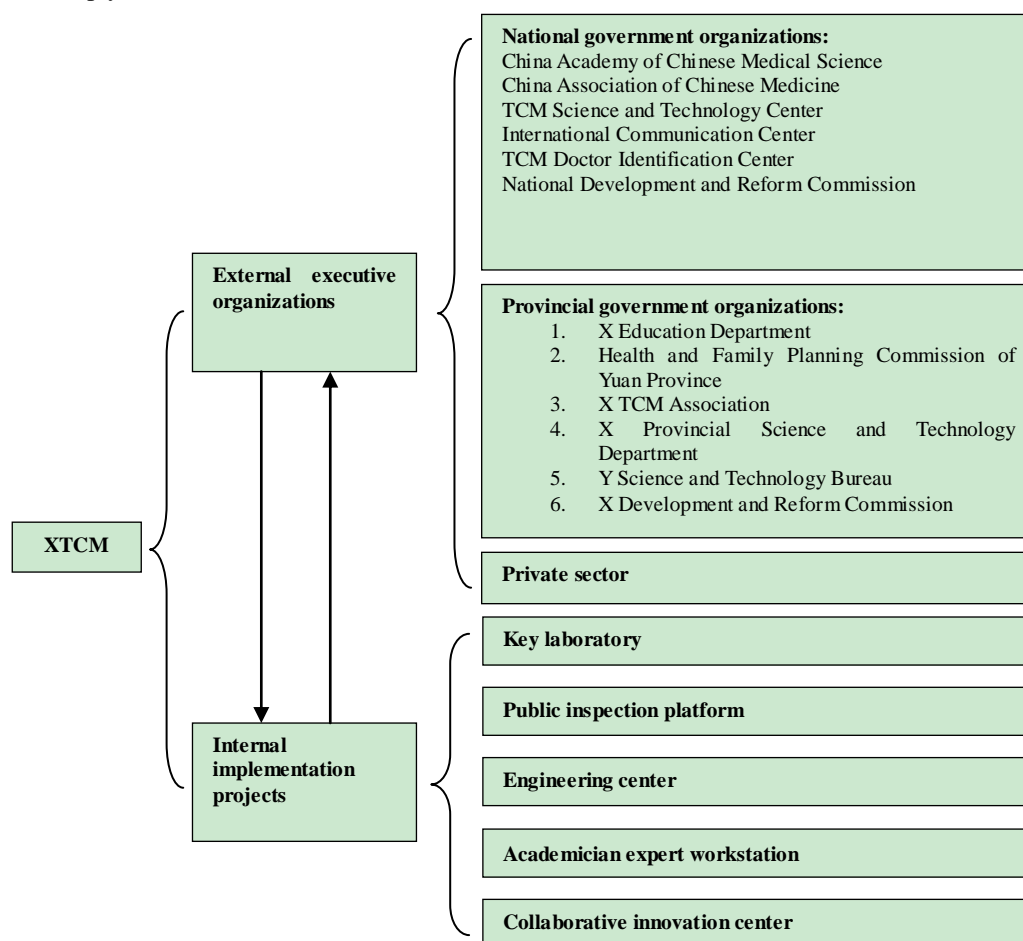 National government organizations:
China Academy of Chinese Medical Science
China Association of Chinese Medicine
TCM Science and Technology Center
International Communication Center
TCM Doctor Identification Center
National Development and Reform Commission
External executive
organizations
Provincial government organizations:
1. X Education Department
2. Health and Family Planning Commission of
Yuan Province
3. X TCM Association
4. X Provincial Science and Technology
Department
5. Y Science and Technology Bureau
6. X Development and Reform Commission
XTCM
Private sector
Key laboratory
Public inspection platform
Internal
implementation
projects
Engineering center
Academician expert workstation
Collaborative innovation center